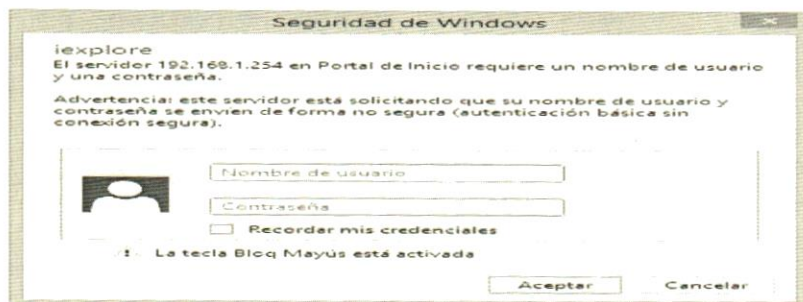 Seguridad de Windows
iexplore
El servidor 192.168.1.254 en Portal de Inicio requiere un nombre de usuario
y una contraseña.
Advertencia: este servidor está solicitando que su nombre de usuario y
contraseña se envíen de forma no segura (autenticación básica sin
conexión segura).
Nombre de usuario
Contraseña
Recordar mis credenciales
La tecla Bloq Mayús está activada
Aceptar
Cancelar